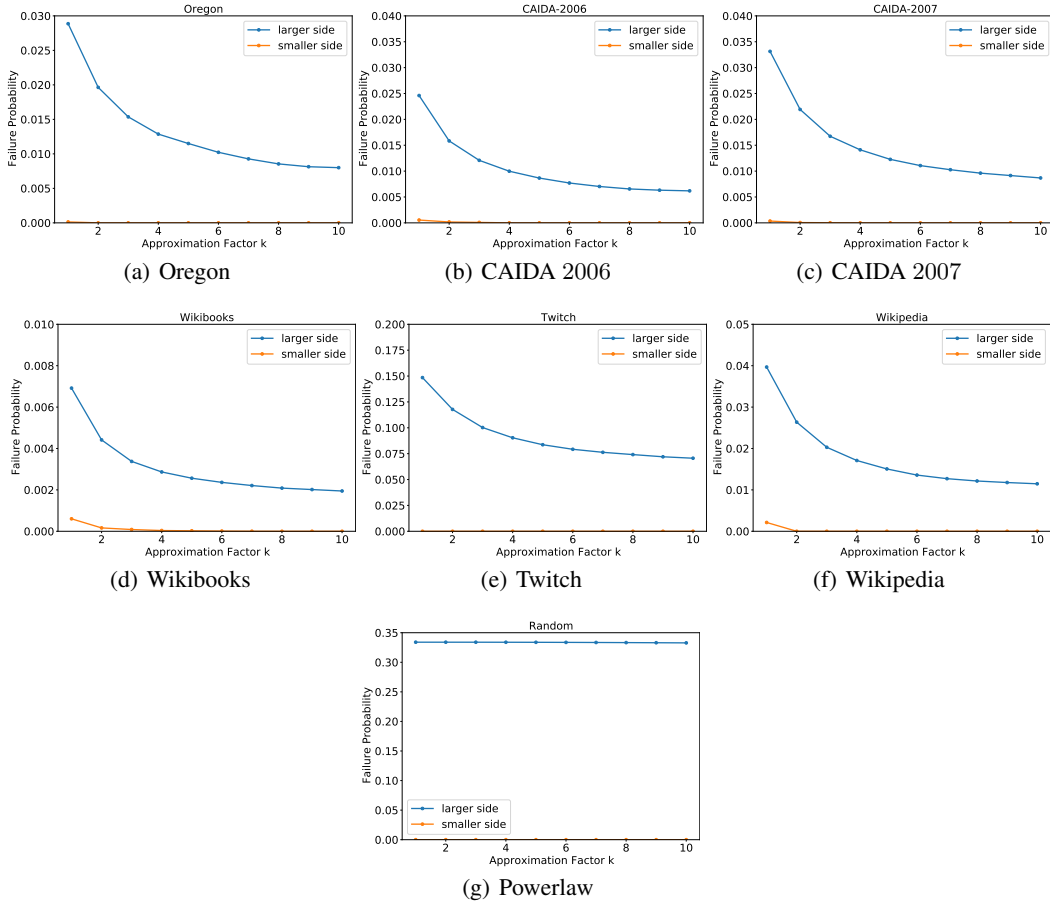 Oregon
0.030
0.025
0.020
0.015
0.010
0.005
0.000
Failure Probability
larger side
smaller side
2 4 6 8 10
Approximation Factor k
(a) Oregon
CAIDA-2006
0.040
0.035
0.030
0.025
0.020
0.015
0.010
0.005
0.000
Failure Probability
larger side
smaller side
2 4 6 8 10
Approximation Factor k
(b) CAIDA 2006
CAIDA-2007
0.040
0.035
0.030
0.025
0.020
0.015
0.010
0.005
0.000
Failure Probability
larger side
smaller side
2 4 6 8 10
Approximation Factor k
(c) CAIDA 2007
Wikibooks
0.010
0.008
0.006
0.004
0.002
0.000
Failure Probability
larger side
smaller side
2 4 6 8 10
Approximation Factor k
(d) Wikibooks
Twitch
0.200
0.175
0.150
0.125
0.100
0.075
0.050
0.025
0.000
Failure Probability
larger side
smaller side
2 4 6 8 10
Approximation Factor k
(e) Twitch
Wikipedia
0.05
0.04
0.03
0.02
0.01
0.00
Failure Probability
larger side
smaller side
2 4 6 8 10
Approximation Factor k
(f) Wikipedia
Random
0.35
0.30
0.25
0.20
0.15
0.10
0.05
0.00
Failure Probability
larger side
smaller side
2 4 6 8 10
Approximation Factor k
(g) Powerlaw